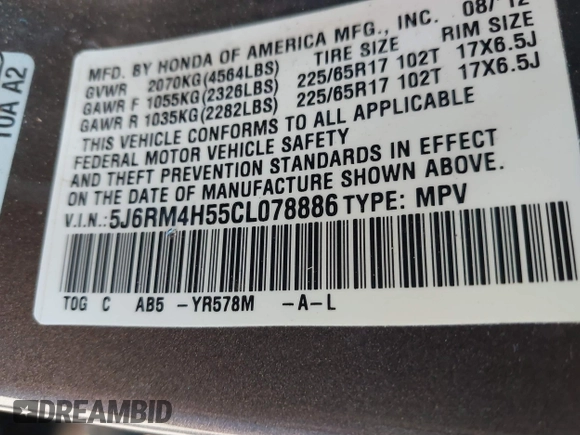 MFD. BY HONDA OF AMERICA MFG., INC. 08/12
GVWR 2070KG(4564LBS) TIRE SIZE RIM SIZE
GAWR F 1055KG(2326LBS) 225/65R17 102T 17X6.5J
GAWR R 1035KG(2282LBS) 225/65R17 102T 17X6.5J
THIS VEHICLE CONFORMS TO ALL APPLICABLE
FEDERAL MOTOR VEHICLE SAFETY
AND THEFT PREVENTION STANDARDS IN EFFECT
ON THE DATE OF MANUFACTURE SHOWN ABOVE.
V.I.N.: 5J6RM4H55CL078886 TYPE: MPV
TOG C AB5 -YR578M -A-L
10A A2
DREAMBID